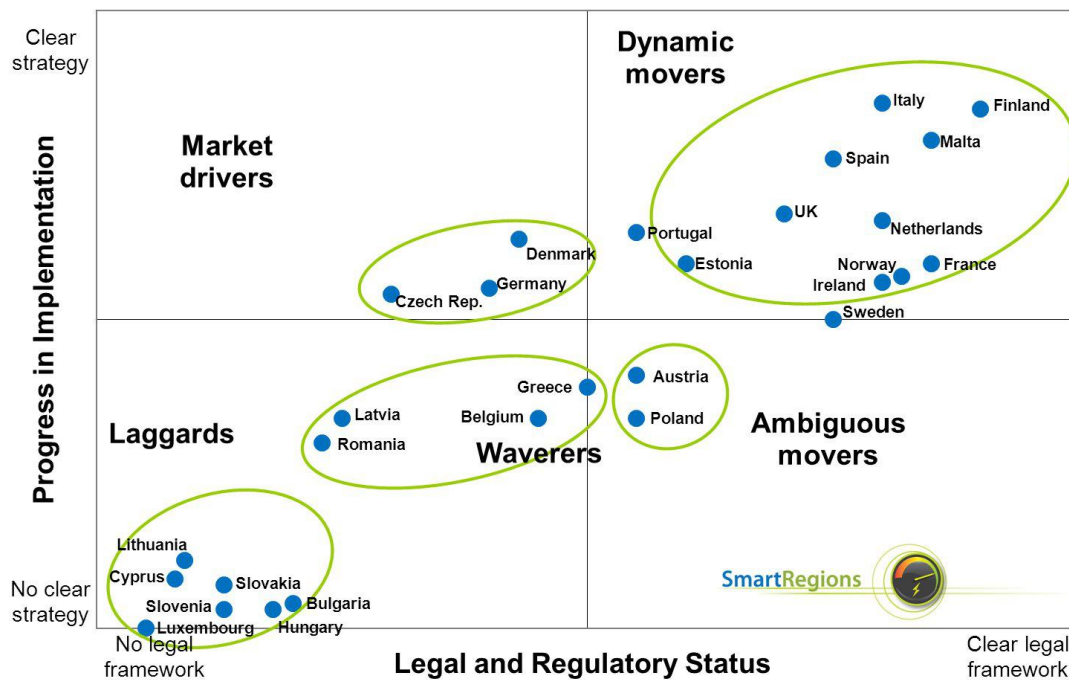 Clear
strategy
Dynamic
movers
Italy
Finland
Malta
Market
drivers
Spain
UK
Netherlands
Portugal
Denmark
Estonia
Norway
France
Germany
Ireland
Czech Rep.
Sweden
Progress in Implementation
Austria
Greece
Latvia
Belgium
Poland
Laggards
Romania
Waverers
Ambiguous
movers
Lithuania
Cyprus
Slovakia
SmartRegions
No clear
strategy
Slovenia
Bulgaria
Luxembourg
Hungary
No legal
framework
Legal and Regulatory Status
Clear legal
framework